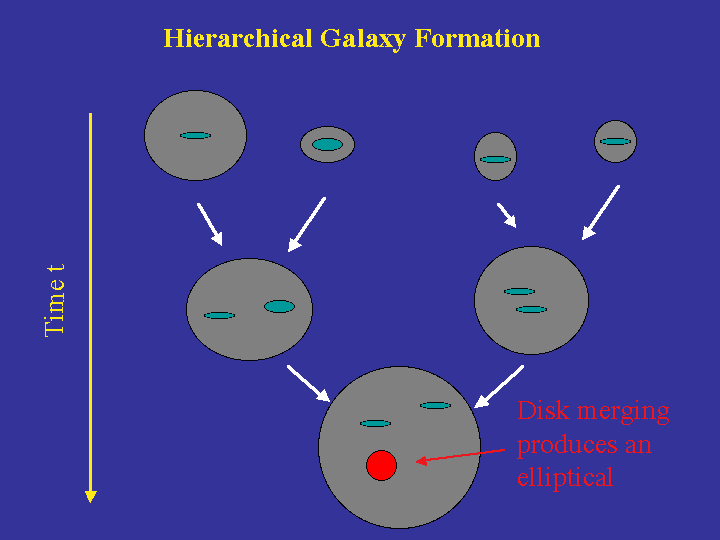 Hierarchical Galaxy Formation
Time t
Disk merging
produces an
elliptical